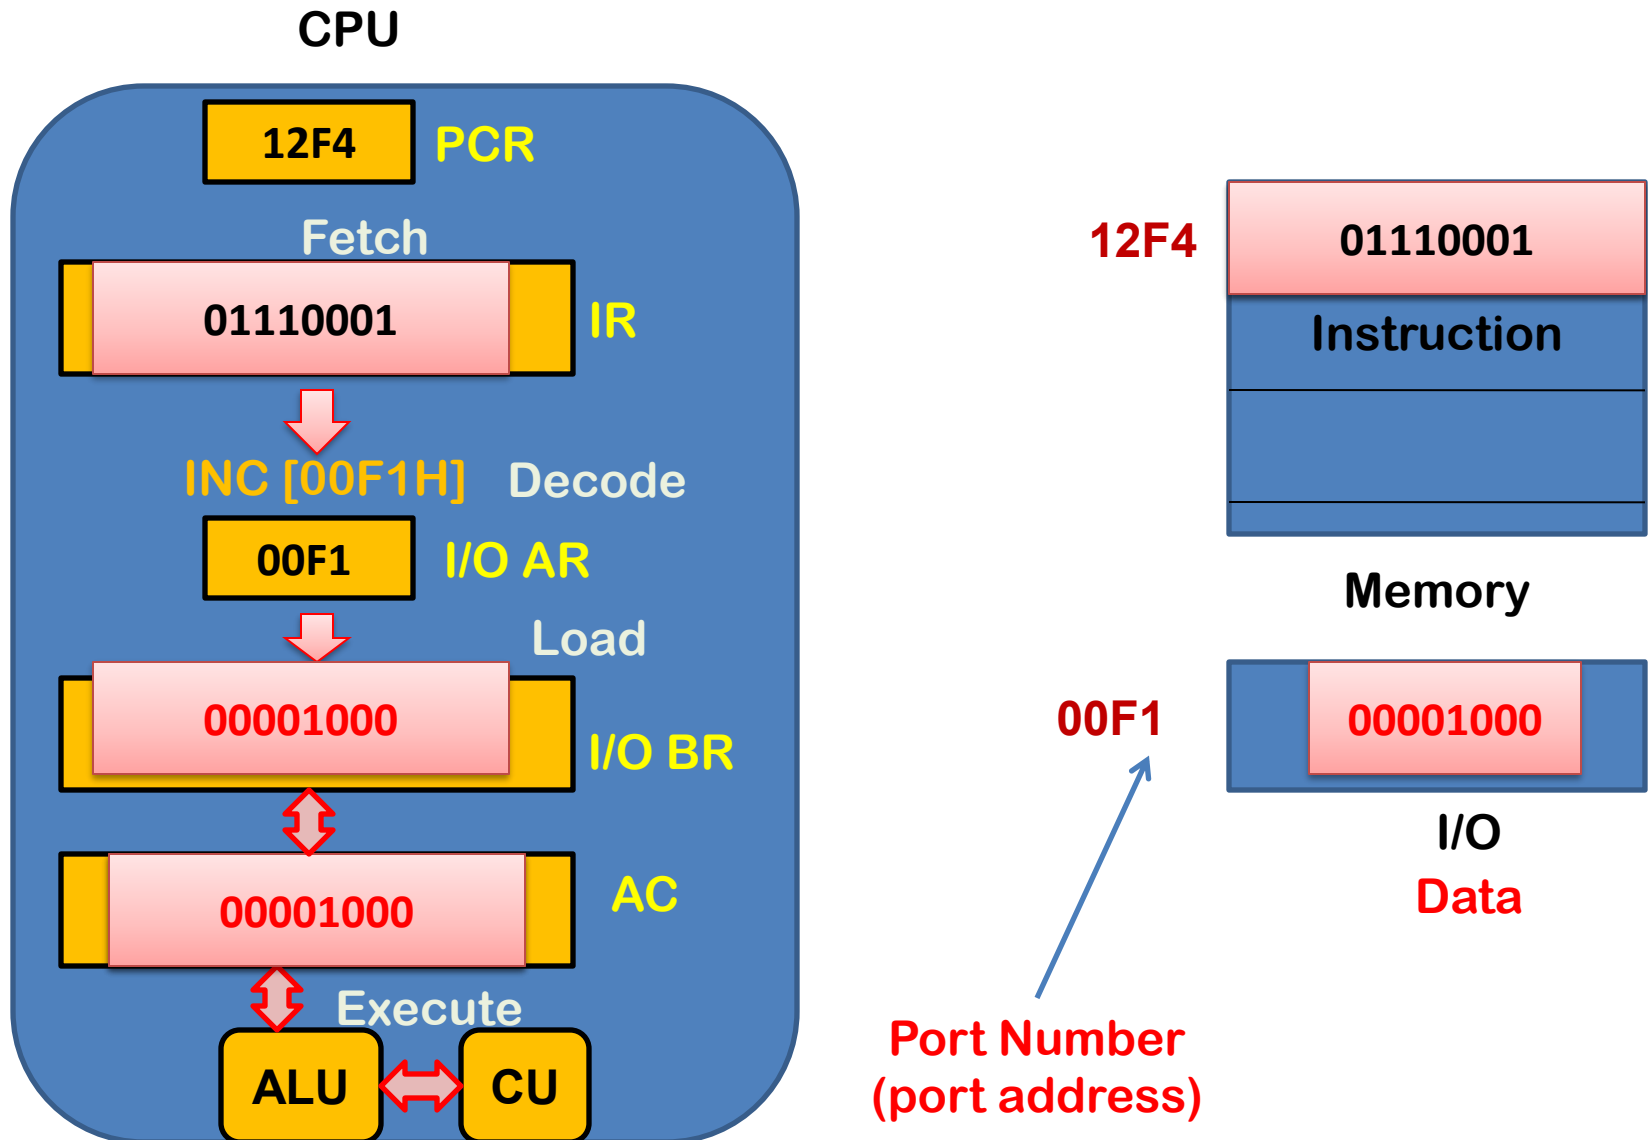 CPU
12F4
PCR
Fetch
01110001
IR
INC [00F1H]
Decode
00F1
I/O AR
Load
00001000
I/O BR
00001000
AC
Execute
ALU
CU
12F4
01110001
Instruction
Memory
00F1
00001000
I/O
Data
Port Number
(port address)